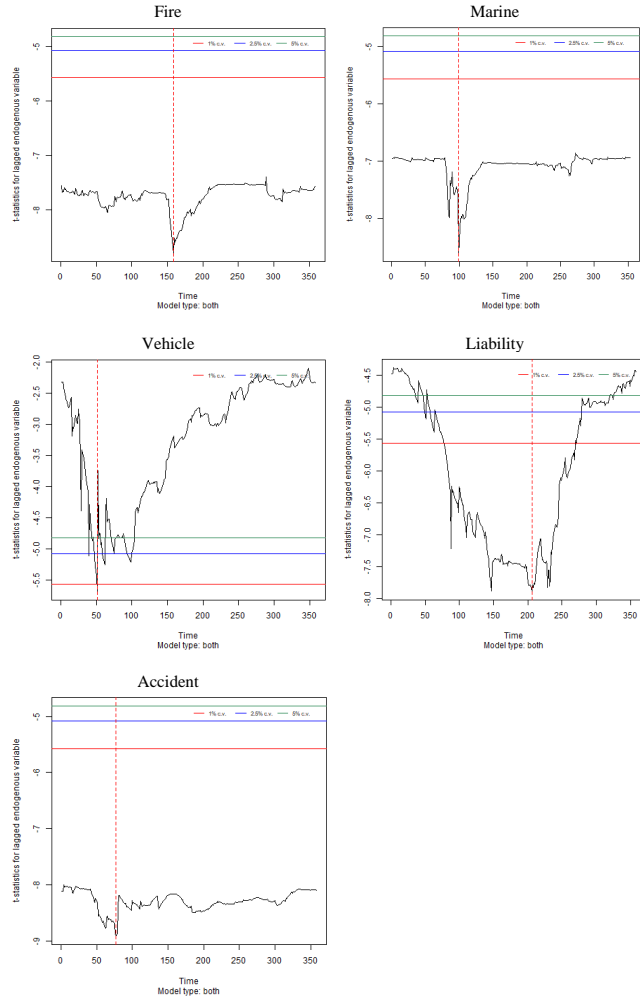 Fire
-5
-6
-7
-8
t-statistics for lagged endogenous variable
1% c.v. 2.5% c.v. 5% c.v.
0 50 100 150 200 250 300 350
Time
Model type: both
Marine
-5
-6
-7
-8
t-statistics for lagged endogenous variable
1% c.v. 2.5% c.v. 5% c.v.
0 50 100 150 200 250 300 350
Time
Model type: both
Vehicle
-2.0
-2.5
-3.0
-3.5
-4.0
-4.5
-5.0
-5.5
t-statistics for lagged endogenous variable
1% c.v. 2.5% c.v. 5% c.v.
0 50 100 150 200 250 300 350
Time
Model type: both
Liability
-4.5
-5.0
-5.5
-6.0
-6.5
-7.0
-7.5
-8.0
t-statistics for lagged endogenous variable
1% c.v. 2.5% c.v. 5% c.v.
0 50 100 150 200 250 300 350
Time
Model type: both
Accident
-5
-6
-7
-8
-9
t-statistics for lagged endogenous variable
1% c.v. 2.5% c.v. 5% c.v.
0 50 100 150 200 250 300 350
Time
Model type: both